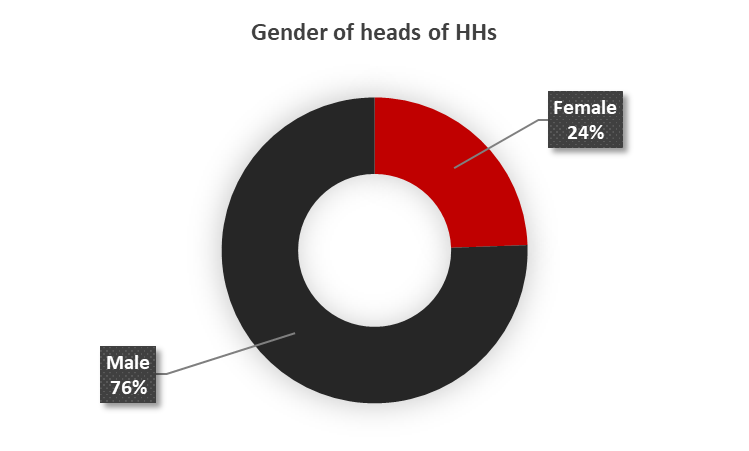 Gender of heads of HHs
Female
24%
Male
76%